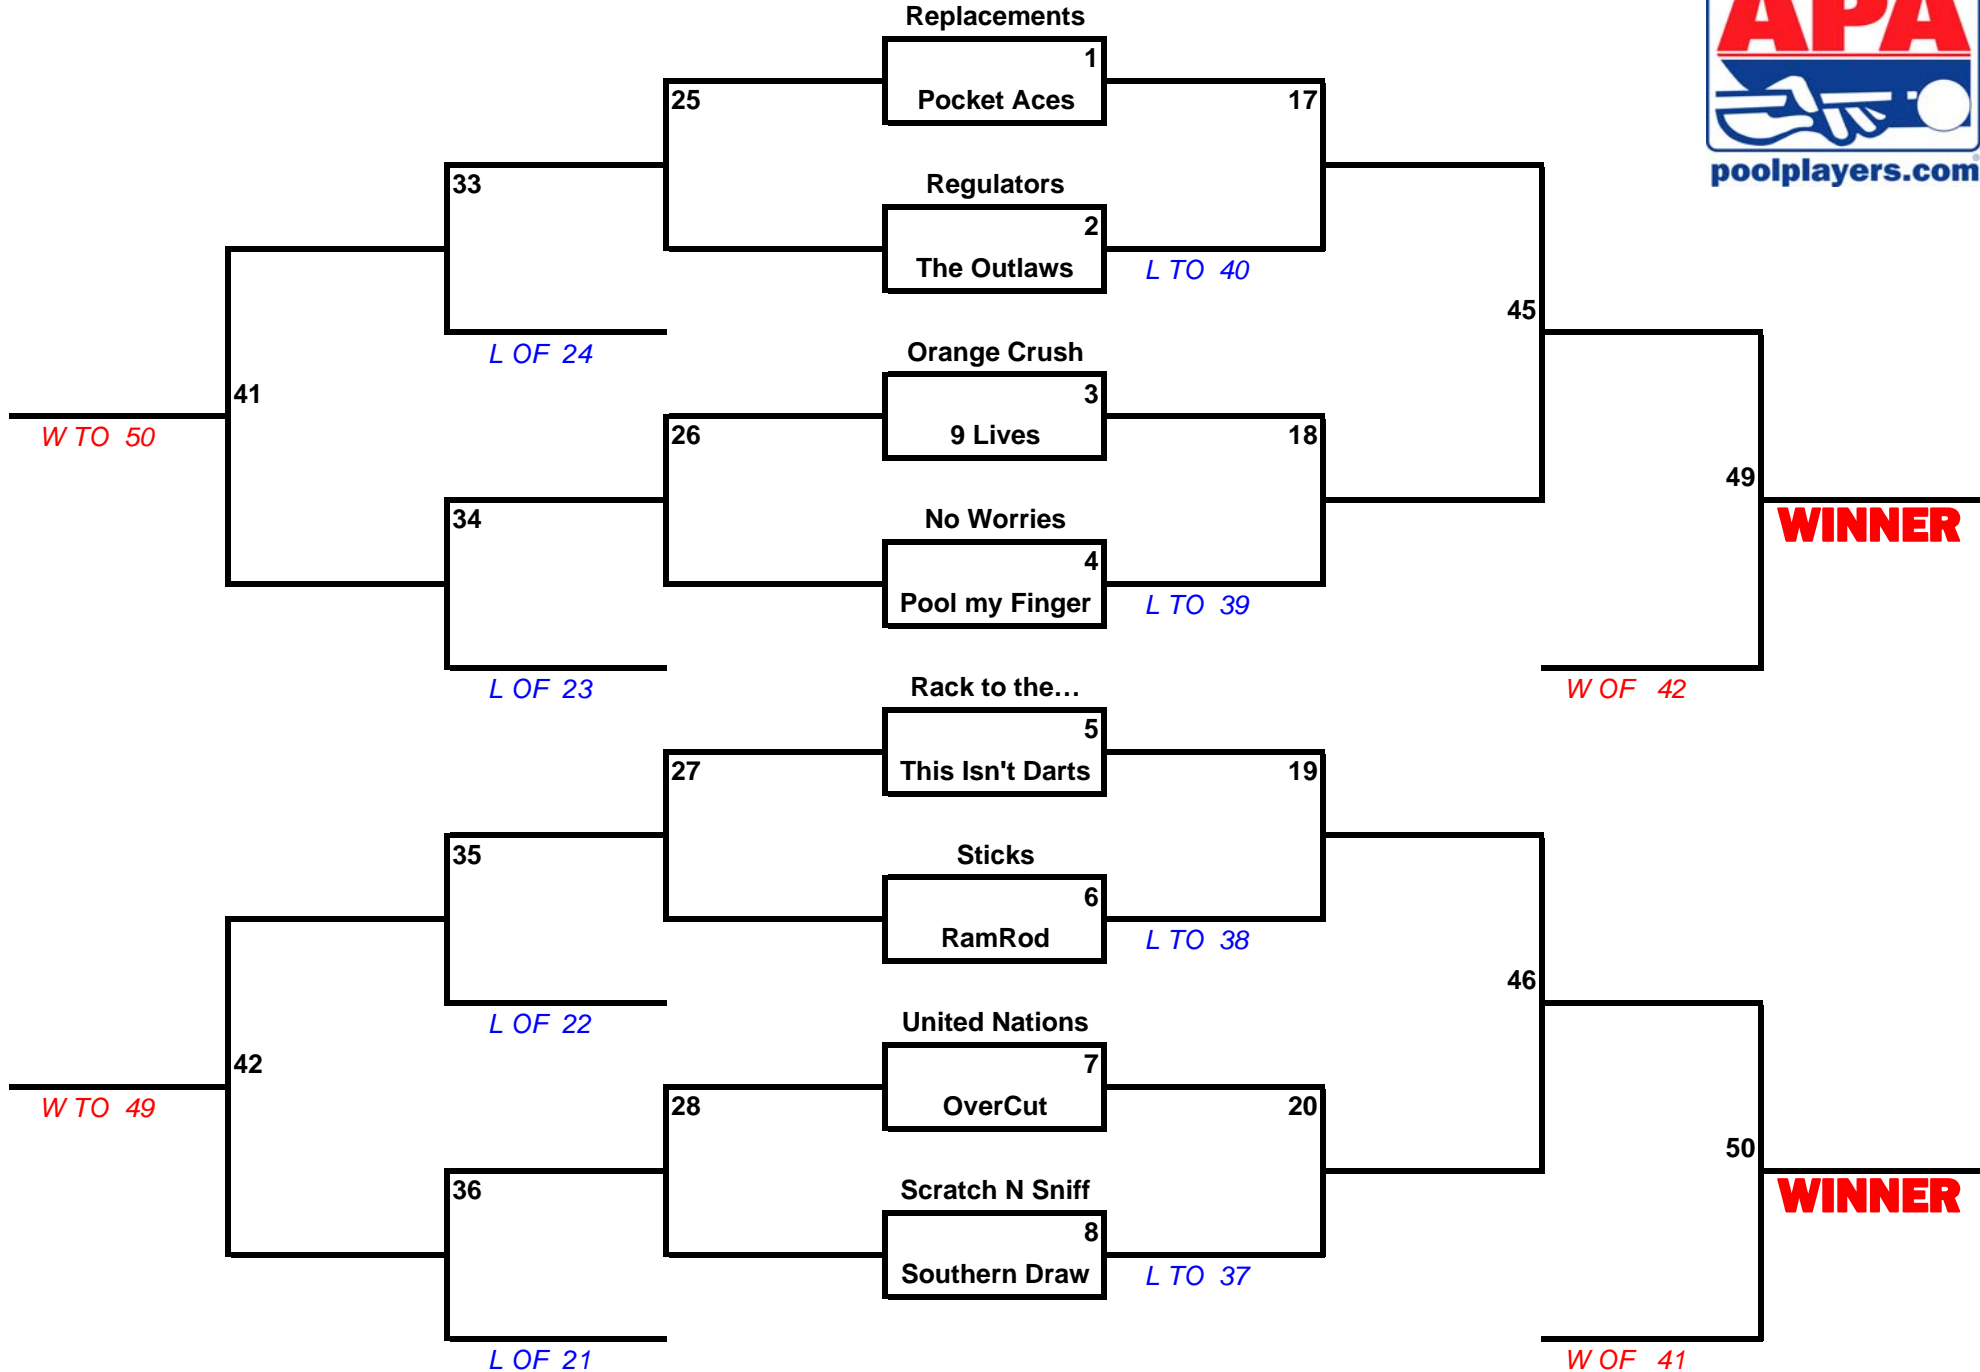 Replacements
APA
1
25
Pocket Aces
17
poolplayers.com
33
Regulators
2
The Outlaws
L TO 40
45
L OF 24
Orange Crush
41
3
W TO 50
26
9 Lives
18
49
34
No Worries
WINNER
4
Pool my Finger
L TO 39
L OF 23
Rack to the...
W OF 42
5
27
This Isn't Darts
19
35
Sticks
6
RamRod
L TO 38
46
L OF 22
United Nations
42
7
W TO 49
28
OverCut
20
50
36
Scratch N Sniff
WINNER
8
Southern Draw
L TO 37
L OF 21
W OF 41